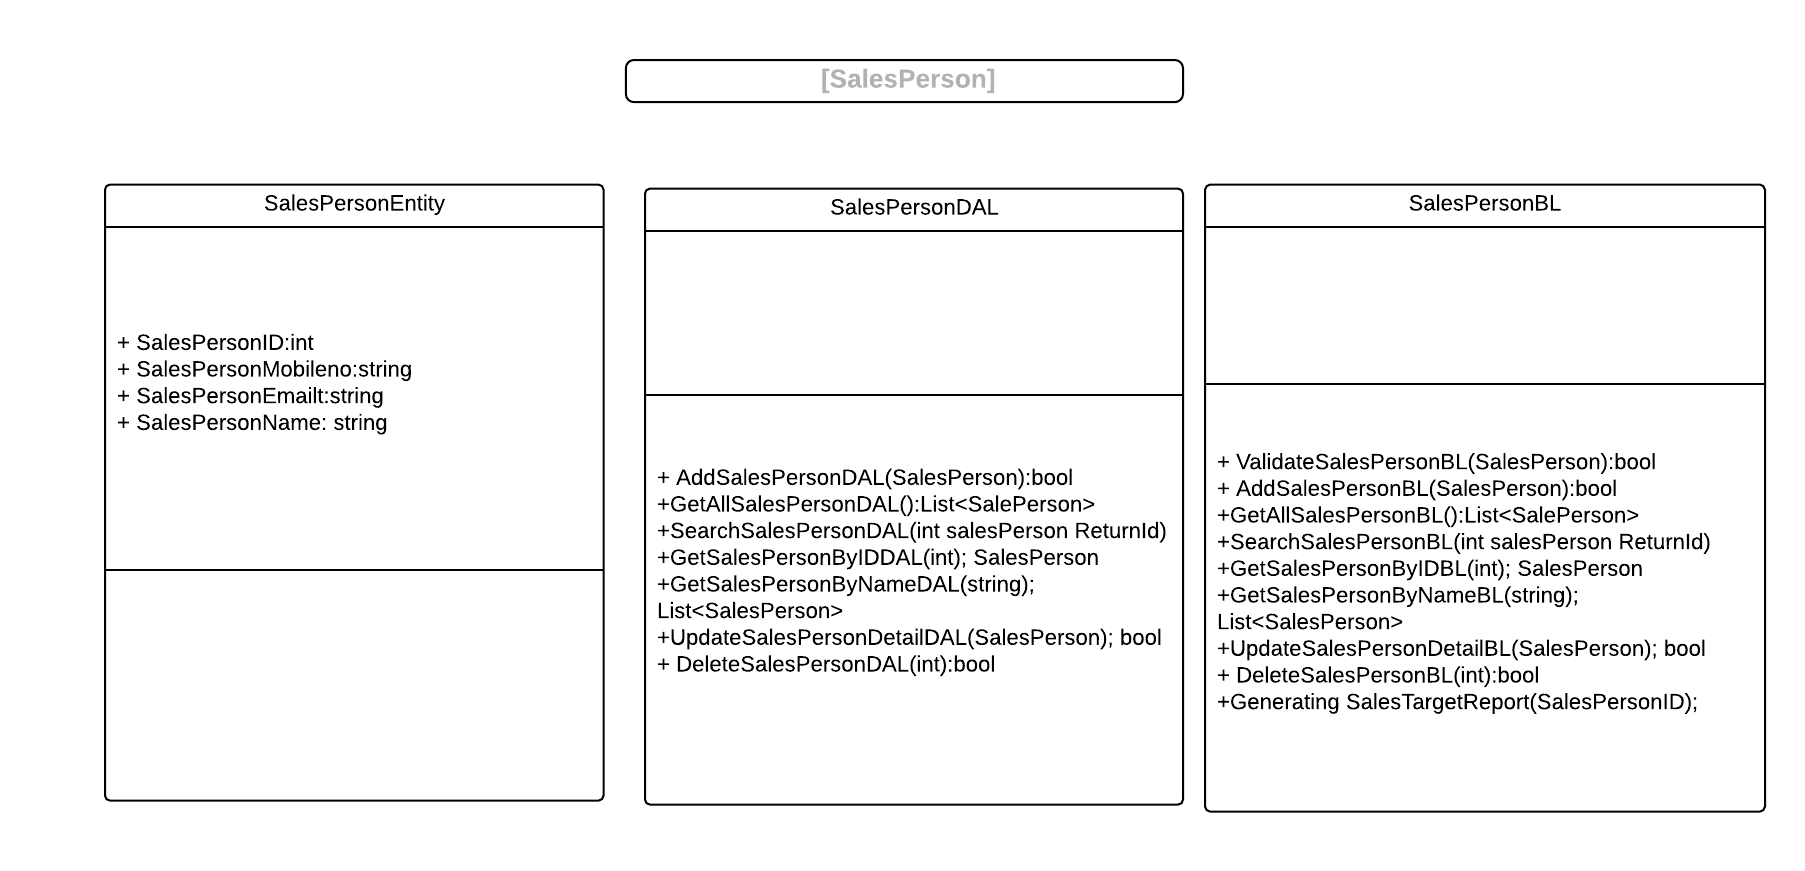 [SalesPerson]
SalesPersonEntity
+ SalesPersonID:int
+ SalesPersonMobileno:string
+ SalesPersonEmailt:string
+ SalesPersonName: string
SalesPersonDAL
+ AddSalesPersonDAL(SalesPerson):bool
+GetAllSalesPersonDAL():List<SalePerson>
+SearchSalesPersonDAL(int salesPerson ReturnId)
+GetSalesPersonByIDDAL(int); SalesPerson
+GetSalesPersonByNameDAL(string);
List<SalesPerson>
+UpdateSalesPersonDetailDAL(SalesPerson); bool
+ DeleteSalesPersonDAL(int):bool
SalesPersonBL
+ ValidateSalesPersonBL(SalesPerson):bool
+ AddSalesPersonBL(SalesPerson):bool
+GetAllSalesPersonBL():List<SalePerson>
+SearchSalesPersonBL(int salesPerson ReturnId)
+GetSalesPersonByIDBL(int); SalesPerson
+GetSalesPersonByNameBL(string);
List<SalesPerson>
+UpdateSalesPersonDetailBL(SalesPerson); bool
+ DeleteSalesPersonBL(int):bool
+Generating SalesTargetReport(SalesPersonID);